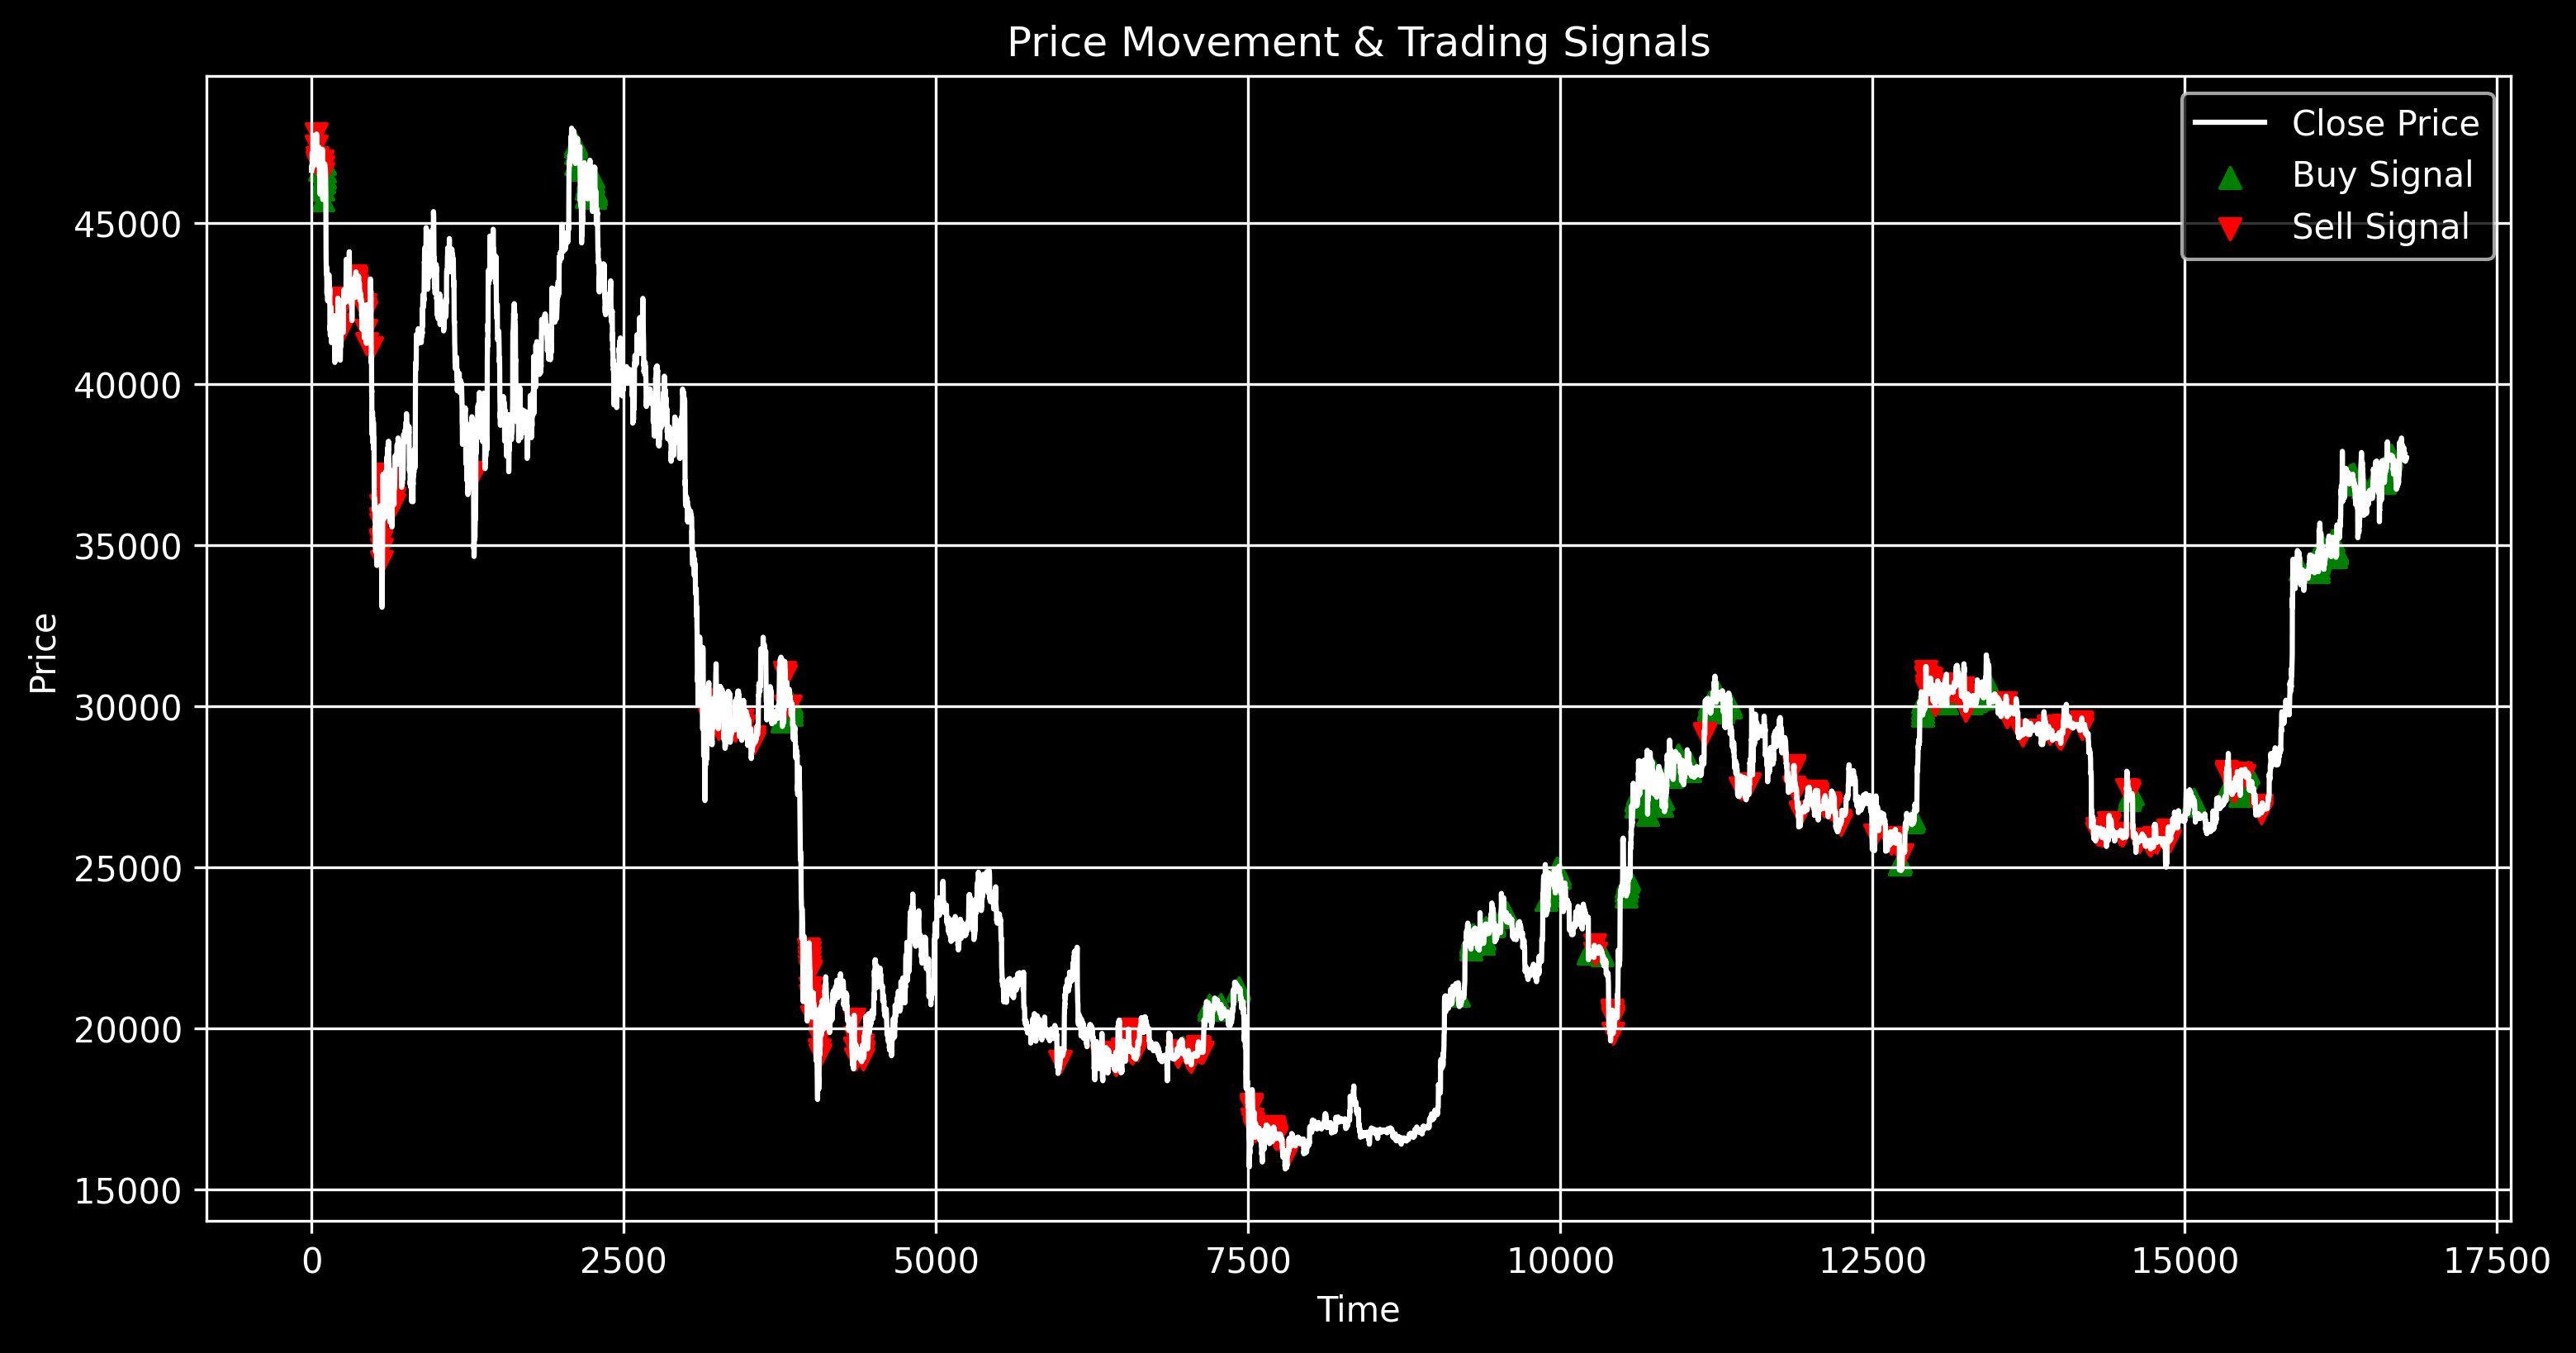 Price Movement & Trading Signals
Close Price
Buy Signal
Sell Signal
Price
45000
40000
35000
30000
25000
20000
15000
0 2500 5000 7500 10000 12500 15000 17500
Time